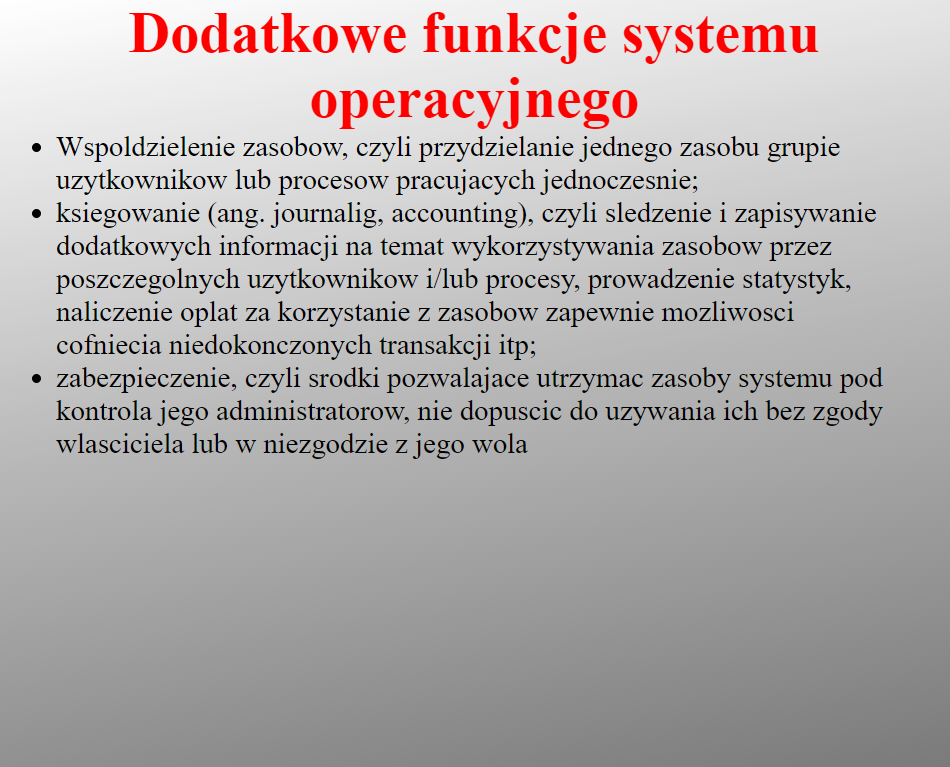 Dodatkowe funkcje systemu
operacyjnego
• Wspoldzielenie zasobow, czyli przydzielanie jednego zasobu grupie
uzytkownikow lub procesow pracujacych jednoczesnie;
• ksiegowanie (ang. journalig, accounting), czyli sledzenie i zapisywanie
dodatkowych informacji na temat wykorzystywania zasobow przez
poszczegolnych uzytkownikow i/lub procesy, prowadzenie statystyk,
naliczenie oplat za korzystanie z zasobow zapewnie mozliwosci
cofniecia niedokonczonych transakcji itp;
• zabezpieczenie, czyli srodki pozwalajace utrzymac zasoby systemu pod
kontrola jego administratorow, nie dopuscic do uzywania ich bez zgody
wlasciciela lub w niezgodzie z jego wola